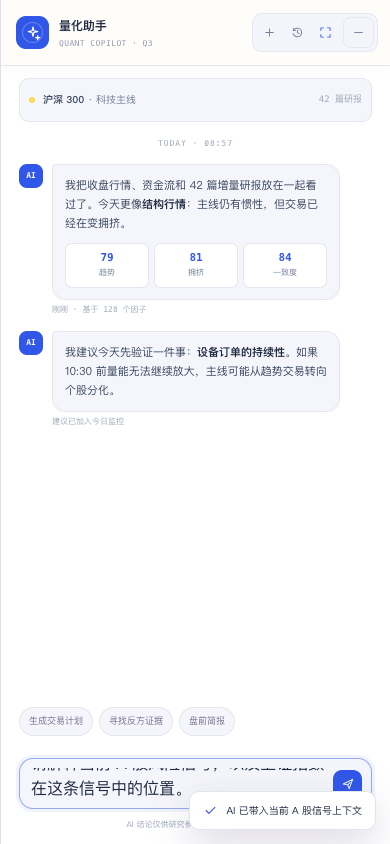 量化助手
QUANT COPILOT · Q3
沪深 300 · 科技主线
42 篇研报
TODAY · 08:57
AI
我把收盘行情、资金流和 42 篇增量研报放在一起看
过了。今天更像结构行情：主线仍有惯性，但交易已
经在变拥挤。
79
趋势
81
拥挤
84
一致度
刚刚 · 基于 128 个因子
AI
我建议今天先验证一件事：设备订单的持续性。如果
10:30 前量能无法继续放大，主线可能从趋势交易转向
个股分化。
建议已加入今日监控
生成交易计划
寻找反方证据
盘前简报
在这条信号中的位置。
AI 已带入当前 A 股信号上下文
AI 结论仅供研究